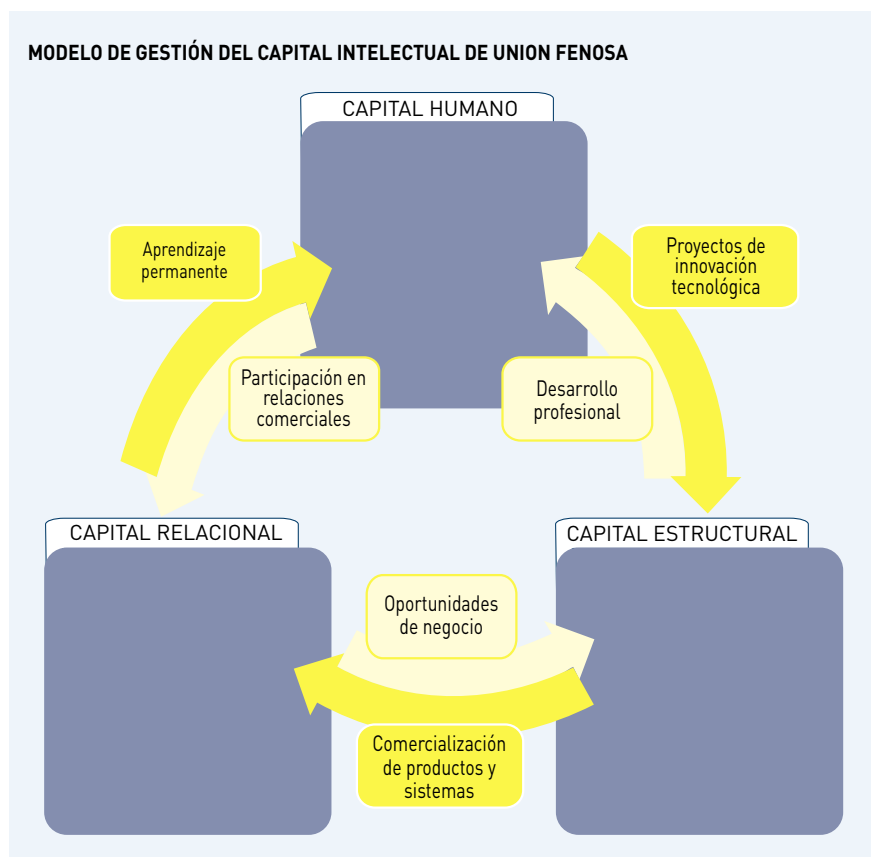 MODELO DE GESTIÓN DEL CAPITAL INTELECTUAL DE UNION FENOSA
CAPITAL HUMANO
Aprendizaje
permanente
Proyectos de
innovación
tecnológica
Participación en
relaciones
comerciales
Desarrollo
profesional
CAPITAL RELACIONAL
CAPITAL ESTRUCTURAL
Oportunidades
de negocio
Comercialización
de productos y
sistemas